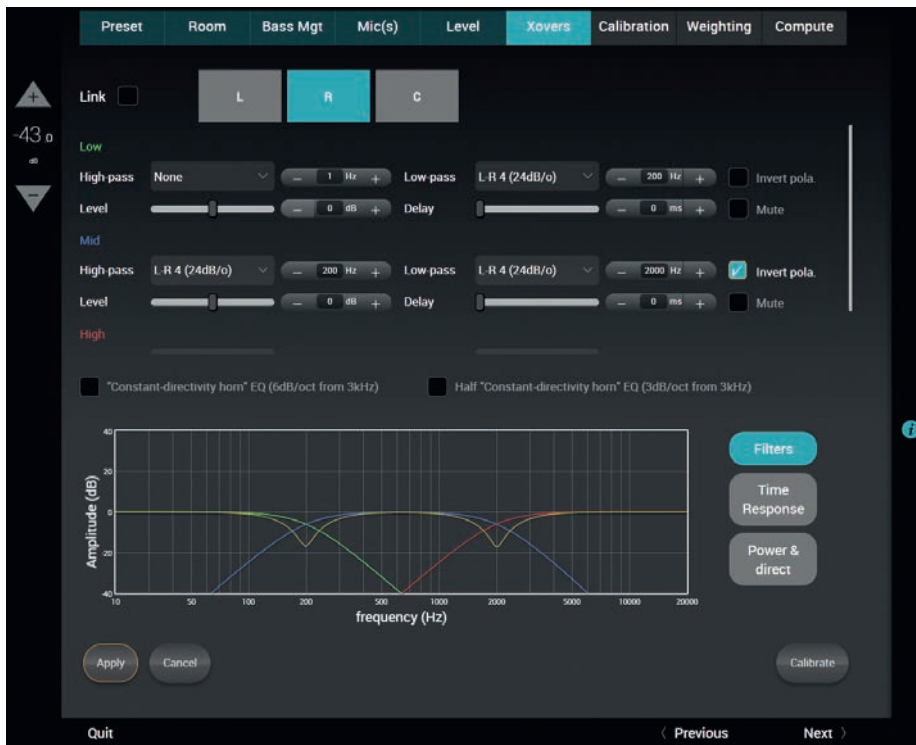 Preset Room Bass Mgt Mic(s) Level Xovers Calibration Weighting Compute
+
Link L R C
-43.0
dB
−
Low
High-pass None − 1 Hz + Low-pass L-R 4 (24dB/o) − 200 Hz + Invert pola.
Level − 0 dB + Delay − 0 ms + Mute
Mid
High-pass L-R 4 (24dB/o) − 200 Hz + Low-pass L-R 4 (24dB/o) − 2000 Hz + Invert pola.
Level − 0 dB + Delay − 0 ms + Mute
High
"Constant-directivity horn" EQ (6dB/oct from 3kHz) Half "Constant-directivity horn" EQ (3dB/oct from 3kHz)
i
40
20
0
-20
-40
Amplitude (dB)
10 50 100 200 500 1000 2000 5000 10000 20000
frequency (Hz)
Filters
Time
Response
Power &
direct
Apply Cancel Calibrate
Quit Previous Next